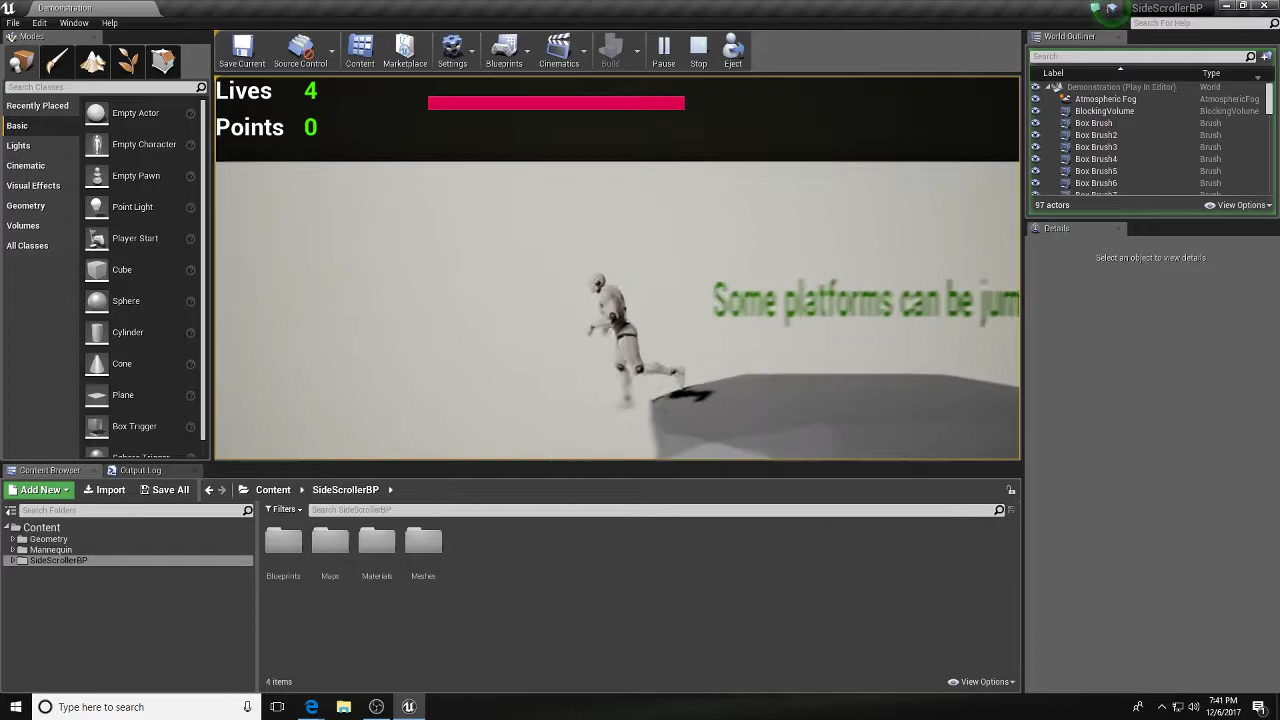 Demonstration
SideScrollerBP
File Edit Window Help
Search For Help
Modes
Search Classes
Recently Placed
Basic
Lights
Cinematic
Visual Effects
Geometry
Volumes
All Classes
Empty Actor
Empty Character
Empty Pawn
Point Light
Player Start
Cube
Sphere
Cylinder
Cone
Plane
Box Trigger
Sphere Trigger
Save Current
Source Control
Content
Marketplace
Settings
Blueprints
Cinematics
Build
Pause
Stop
Eject
Lives 4
Points 0
Some platforms can be jum
World Outliner
Search
Label Type
Demonstration (Play In Editor) World
Atmospheric Fog AtmosphericFog
BlockingVolume BlockingVolume
Box Brush Brush
Box Brush2 Brush
Box Brush3 Brush
Box Brush4 Brush
Box Brush5 Brush
Box Brush6 Brush
Box Brush7 Brush
97 actors View Options
Details
Select an object to view details
Content Browser
Output Log
Add New Import Save All Content SideScrollerBP
Search Folders
Content
Geometry
Mannequin
SideScrollerBP
Filters Search SideScrollerBP
Blueprints
Maps
Materials
Meshes
4 items View Options
Type here to search
7:41 PM
12/6/2017